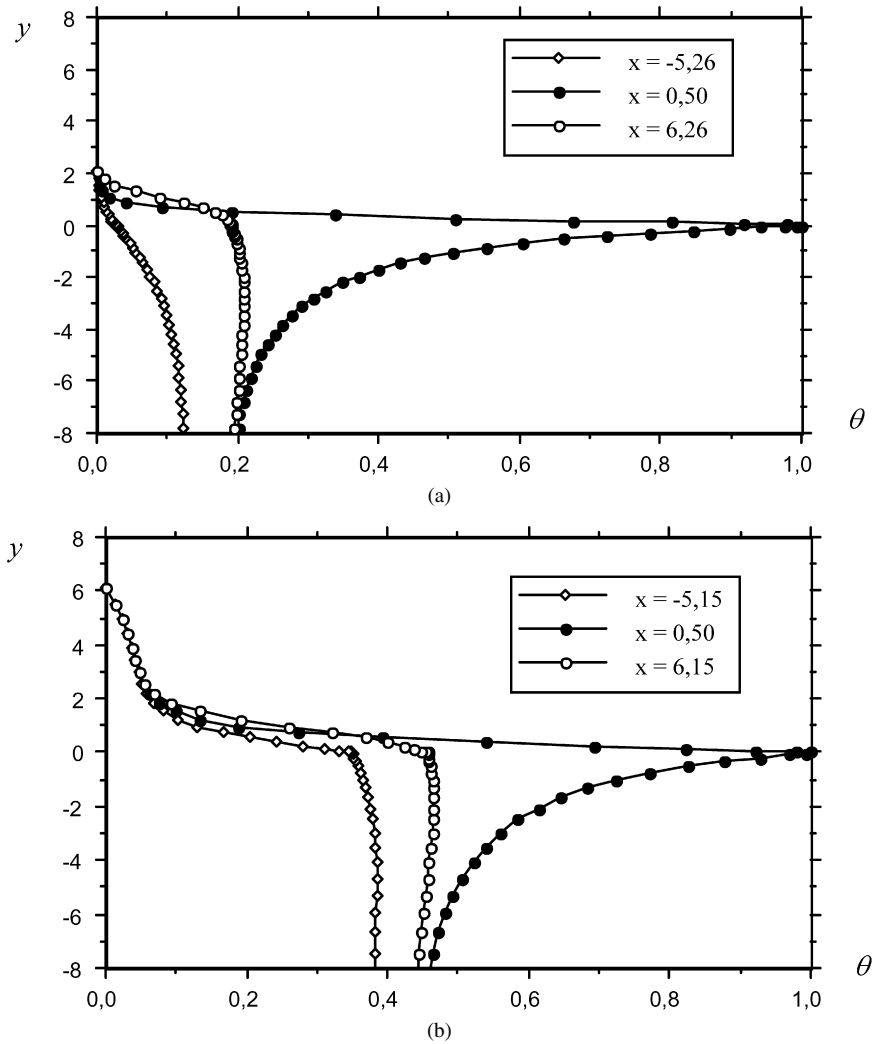 y
8
6
4
2
0
-2
-4
-6
-8
x = -5,26
x = 0,50
x = 6,26
θ
0,0 0,2 0,4 0,6 0,8 1,0
(a)
y
8
6
4
2
0
-2
-4
-6
-8
x = -5,15
x = 0,50
x = 6,15
θ
0,0 0,2 0,4 0,6 0,8 1,0
(b)